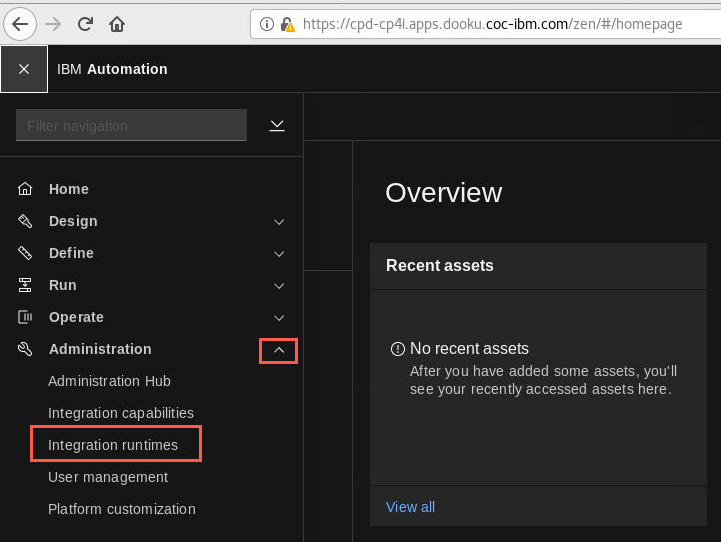 https://cpd-cp4i.apps.dooku.coc-ibm.com/zen/#/homepage
IBM Automation
Filter navigation
Home
Design
Define
Run
Operate
Administration
Administration Hub
Integration capabilities
Integration runtimes
User management
Platform customization
Overview
Recent assets
No recent assets
After you have added some assets, you'll
see your recently accessed assets here.
View all